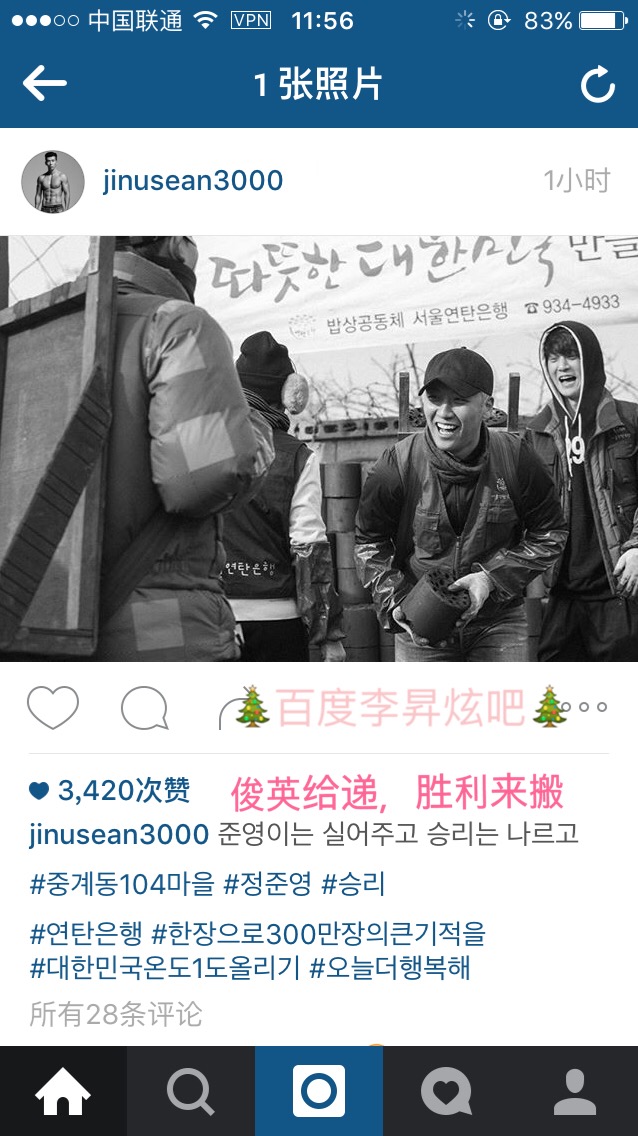 中国联通 VPN 11:56 83%
1 张照片
jinusean3000 1小时
따뜻한 대한민국 만들
밥상공동체 서울연탄은행 ☎934-4933
연탄은행
99
🎄百度李昇炫吧🎄
3,420次赞 俊英给递，胜利来搬
jinusean3000 준영이는 실어주고 승리는 나르고
#중계동104마을 #정준영 #승리
#연탄은행 #한장으로300만장의큰기적을
#대한민국온도1도올리기 #오늘더행복해
所有28条评论